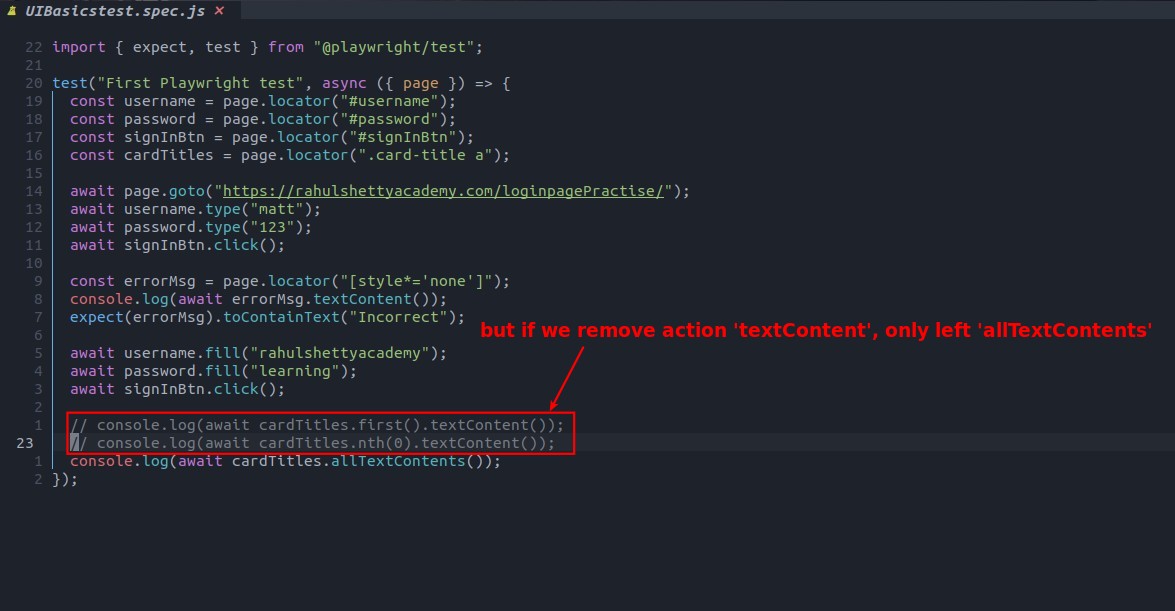 UIBasicstest.spec.js ×
22 import { expect, test } from "@playwright/test";
21
20 test("First Playwright test", async ({ page }) => {
19 const username = page.locator("#username");
18 const password = page.locator("#password");
17 const signInBtn = page.locator("#signInBtn");
16 const cardTitles = page.locator(".card-title a");
15
14 await page.goto("https://rahulshettyacademy.com/loginpagePractise/");
13 await username.type("matt");
12 await password.type("123");
11 await signInBtn.click();
10
9 const errorMsg = page.locator("[style*='none']");
8 console.log(await errorMsg.textContent());
7 expect(errorMsg).toContainText("Incorrect");
but if we remove action 'textContent', only left 'allTextContents'
6
5 await username.fill("rahulshettyacademy");
4 await password.fill("learning");
3 await signInBtn.click();
2
1 // console.log(await cardTitles.first().textContent());
23 // console.log(await cardTitles.nth(0).textContent());
1 console.log(await cardTitles.allTextContents());
2 });